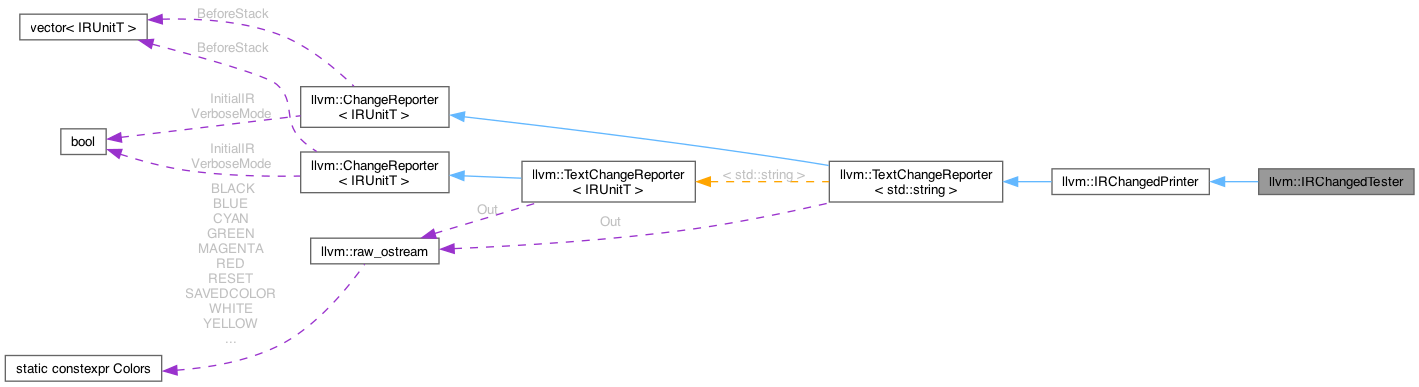 BeforeStack
vector< IRUnitT >
BeforeStack
InitialIR
VerboseMode
llvm::ChangeReporter
< IRUnitT >
bool
InitialIR
VerboseMode
llvm::ChangeReporter
< IRUnitT >
llvm::TextChangeReporter
< IRUnitT >
< std::string >
llvm::TextChangeReporter
< std::string >
llvm::IRChangedPrinter
llvm::IRChangedTester
BLACK
BLUE
CYAN
GREEN
MAGENTA
RED
RESET
SAVEDCOLOR
WHITE
YELLOW
...
Out
Out
llvm::raw_ostream
static constexpr Colors